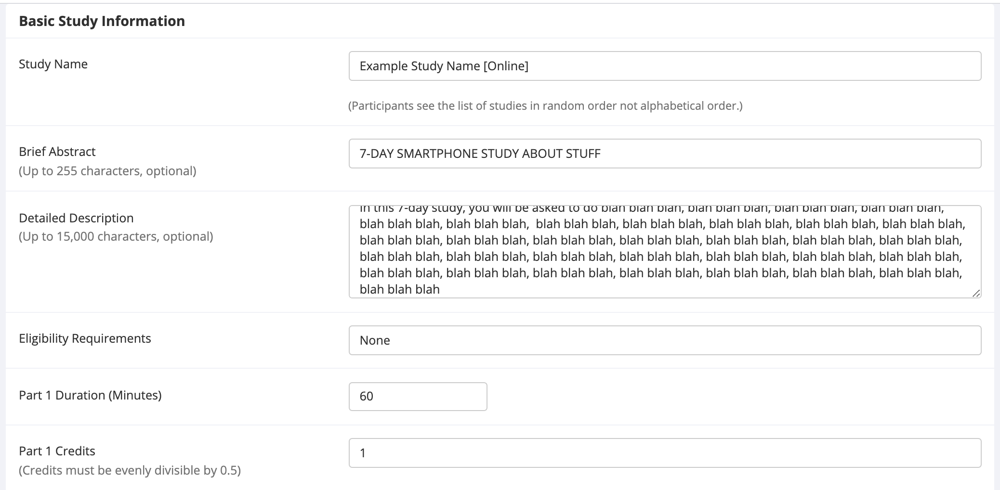 Basic Study Information
Study Name
Example Study Name [Online]
(Participants see the list of studies in random order not alphabetical order.)
Brief Abstract
(Up to 255 characters, optional)
7-DAY SMARTPHONE STUDY ABOUT STUFF
Detailed Description
(Up to 15,000 characters, optional)
In this 7-day study, you will be asked to do blah blah blah, blah blah blah, blah blah blah, blah blah blah,
blah blah blah, blah blah blah,  blah blah blah, blah blah blah, blah blah blah, blah blah blah, blah blah blah,
blah blah blah, blah blah blah, blah blah blah, blah blah blah, blah blah blah, blah blah blah, blah blah blah,
blah blah blah, blah blah blah, blah blah blah, blah blah blah, blah blah blah, blah blah blah, blah blah blah,
blah blah blah, blah blah blah, blah blah blah, blah blah blah, blah blah blah, blah blah blah, blah blah blah,
blah blah blah
Eligibility Requirements
None
Part 1 Duration (Minutes)
60
Part 1 Credits
(Credits must be evenly divisible by 0.5)
1